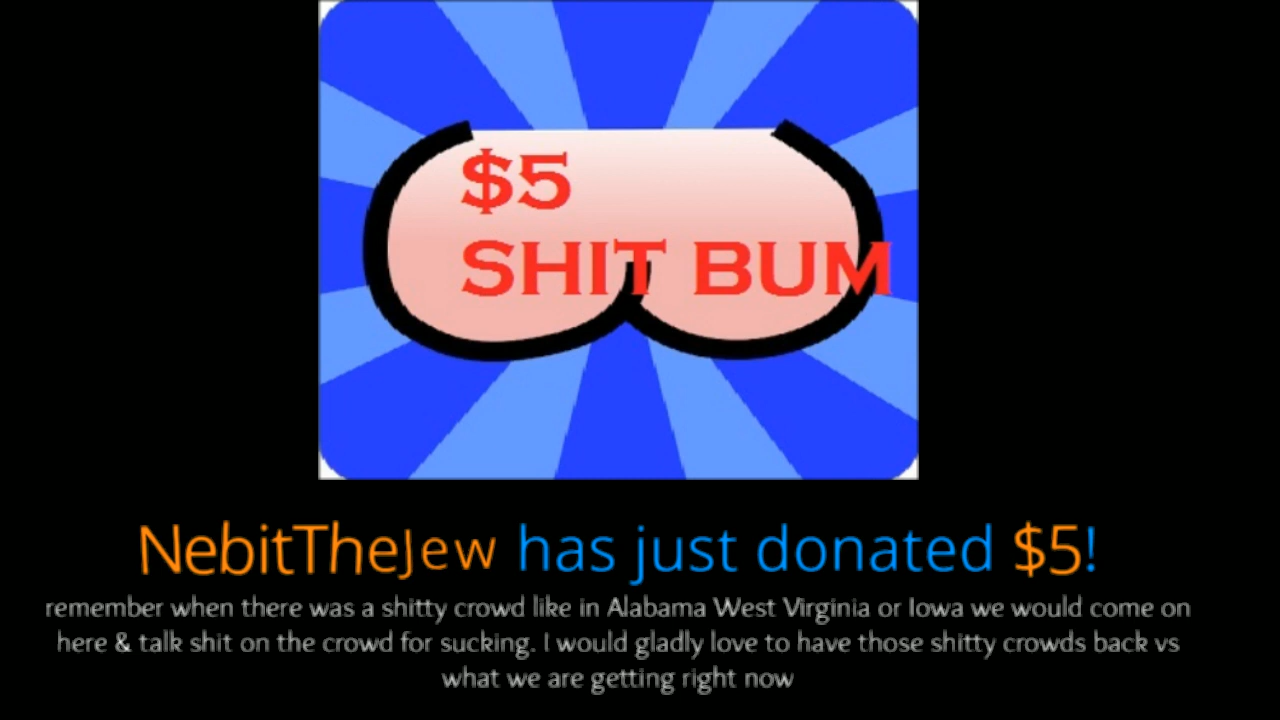 $5
SHIT BUM
NebitTheJew has just donated $5!
remember when there was a shitty crowd like in Alabama West Virginia or Iowa we would come on
here & talk shit on the crowd for sucking. I would gladly love to have those shitty crowds back vs
what we are getting right now